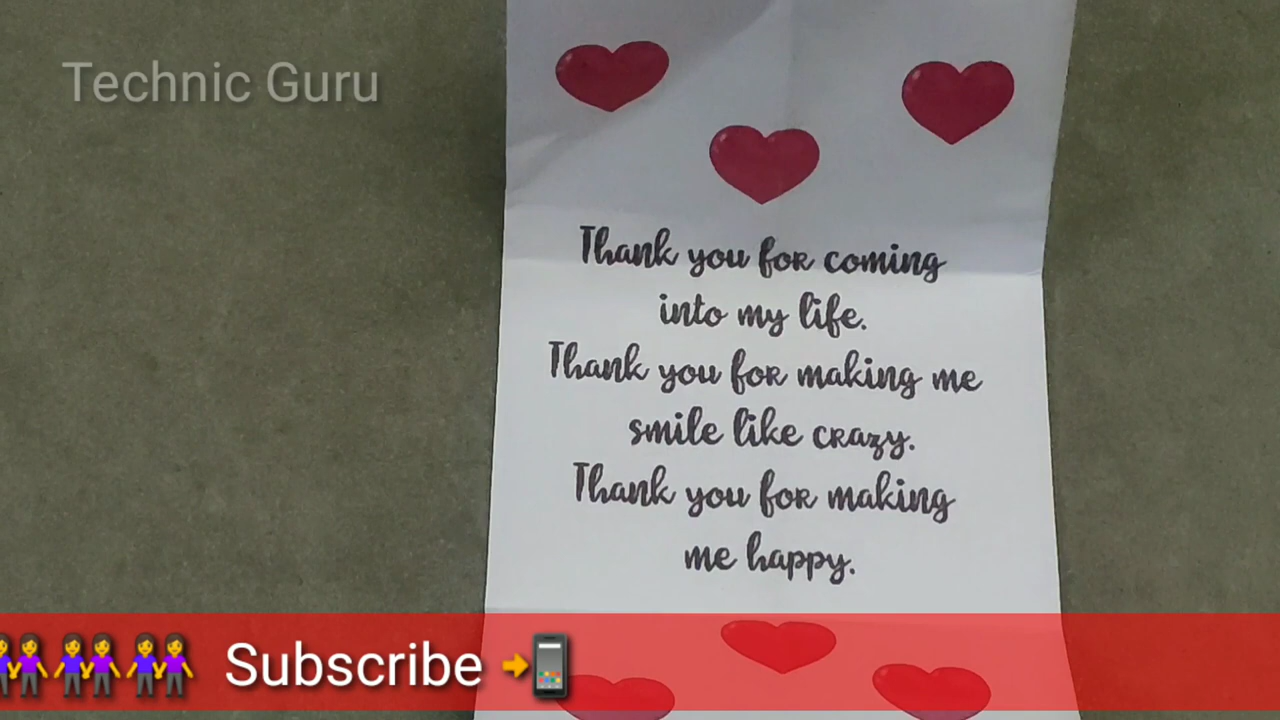 Technic Guru
Thank you for coming
into my life.
Thank you for making me
smile like crazy.
Thank you for making
me happy.
Subscribe